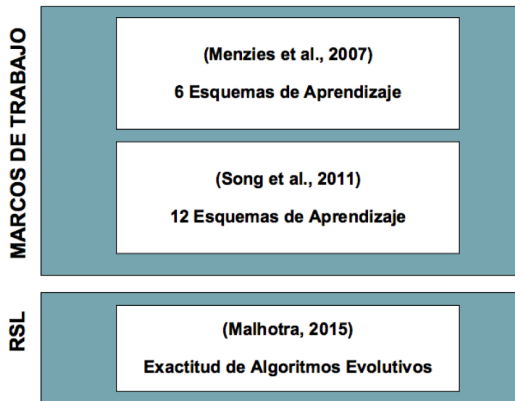 MARCOS DE TRABAJO
(Menzies et al., 2007)
6 Esquemas de Aprendizaje
(Song et al., 2011)
12 Esquemas de Aprendizaje
RSL
(Malhotra, 2015)
Exactitud de Algoritmos Evolutivos